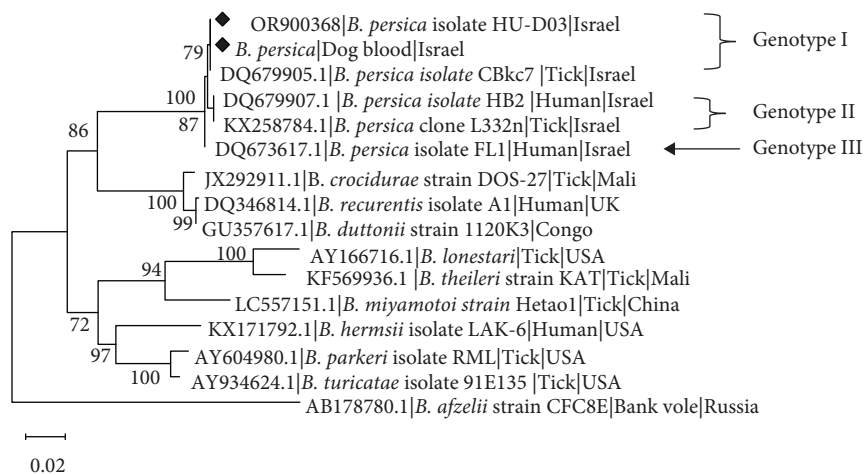 OR900368|B. persica isolate HU-D03|Israel
B. persica|Dog blood|Israel
DQ679905.1|B. persica isolate CBkc7 |Tick|Israel
DQ679907.1 |B. persica isolate HB2 |Human|Israel
KX258784.1|B. persica clone L332n|Tick|Israel
DQ673617.1|B. persica isolate FL1|Human|Israel
JX292911.1|B. crocidurae strain DOS-27|Tick|Mali
DQ346814.1|B. recurentis isolate A1|Human|UK
GU357617.1|B. duttonii strain 1120K3|Congo
AY166716.1|B. lonestari|Tick|USA
KF569936.1 |B. theileri strain KAT|Tick|Mali
LC557151.1|B. miyamotoi strain Hetao1|Tick|China
KX171792.1|B. hermsii isolate LAK-6|Human|USA
AY604980.1|B. parkeri isolate RML|Tick|USA
AY934624.1|B. turicatae isolate 91E135 |Tick|USA
AB178780.1|B. afzelii strain CFC8E|Bank vole|Russia
Genotype I
Genotype II
Genotype III
79
100
87
86
100
99
100
94
72
97
100
0.02